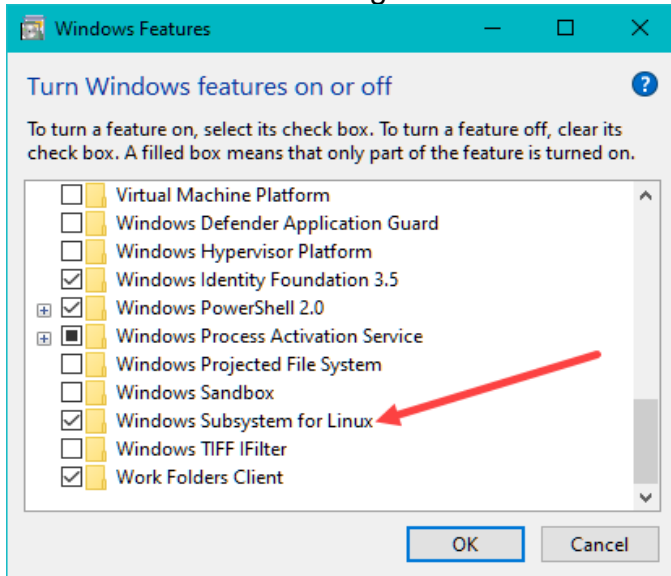 Windows Features
Turn Windows features on or off
To turn a feature on, select its check box. To turn a feature off, clear its
check box. A filled box means that only part of the feature is turned on.
Virtual Machine Platform
Windows Defender Application Guard
Windows Hypervisor Platform
Windows Identity Foundation 3.5
Windows PowerShell 2.0
Windows Process Activation Service
Windows Projected File System
Windows Sandbox
Windows Subsystem for Linux
Windows TIFF IFilter
Work Folders Client
OK Cancel